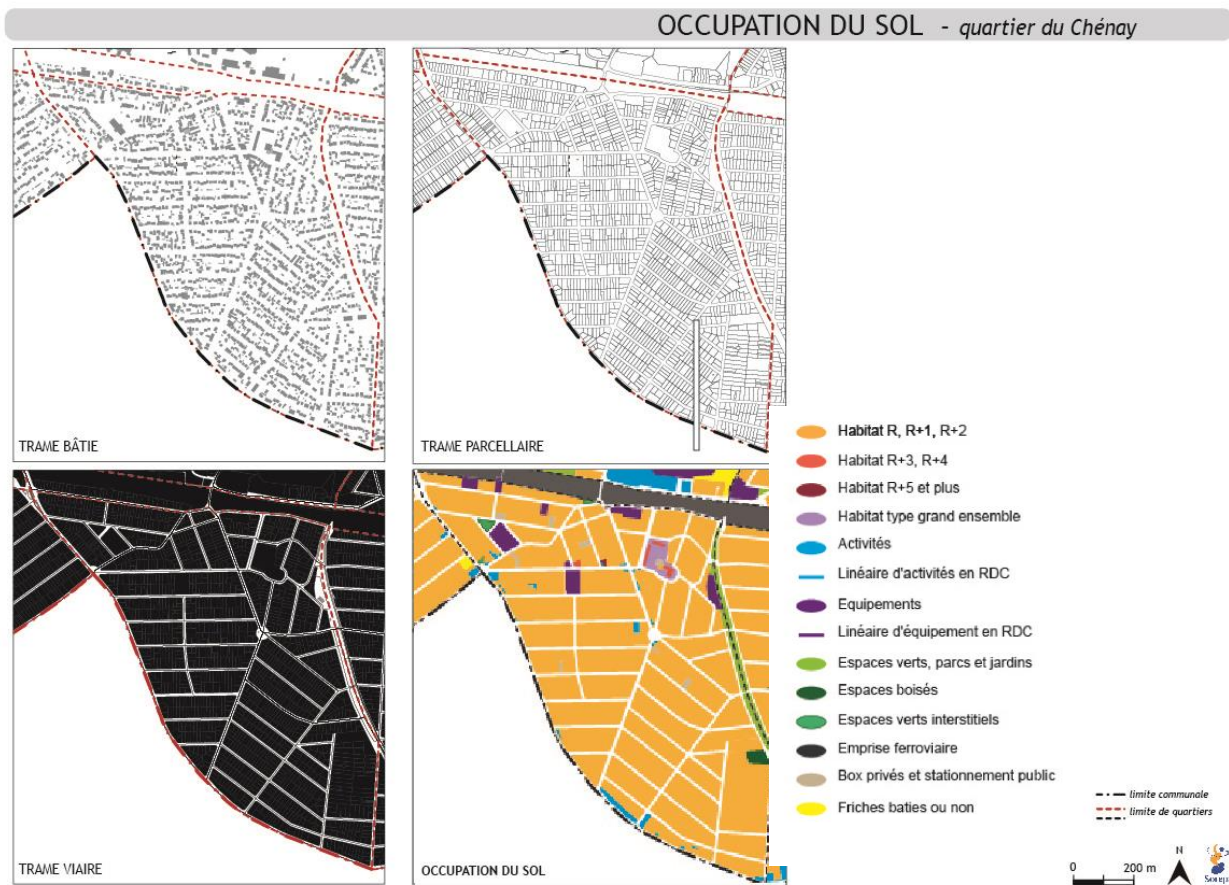 OCCUPATION DU SOL - quartier du Chénay
TRAME BÂTIE
TRAME PARCELLAIRE
TRAME VIAIRE
OCCUPATION DU SOL
Habitat R, R+1, R+2
Habitat R+3, R+4
Habitat R+5 et plus
Habitat type grand ensemble
Activités
Linéaire d'activités en RDC
Equipements
Linéaire d'équipement en RDC
Espaces verts, parcs et jardins
Espaces boisés
Espaces verts interstitiels
Emprise ferroviaire
Box privés et stationnement public
Friches baties ou non
limite communale
limite de quartiers
0 200 m
N